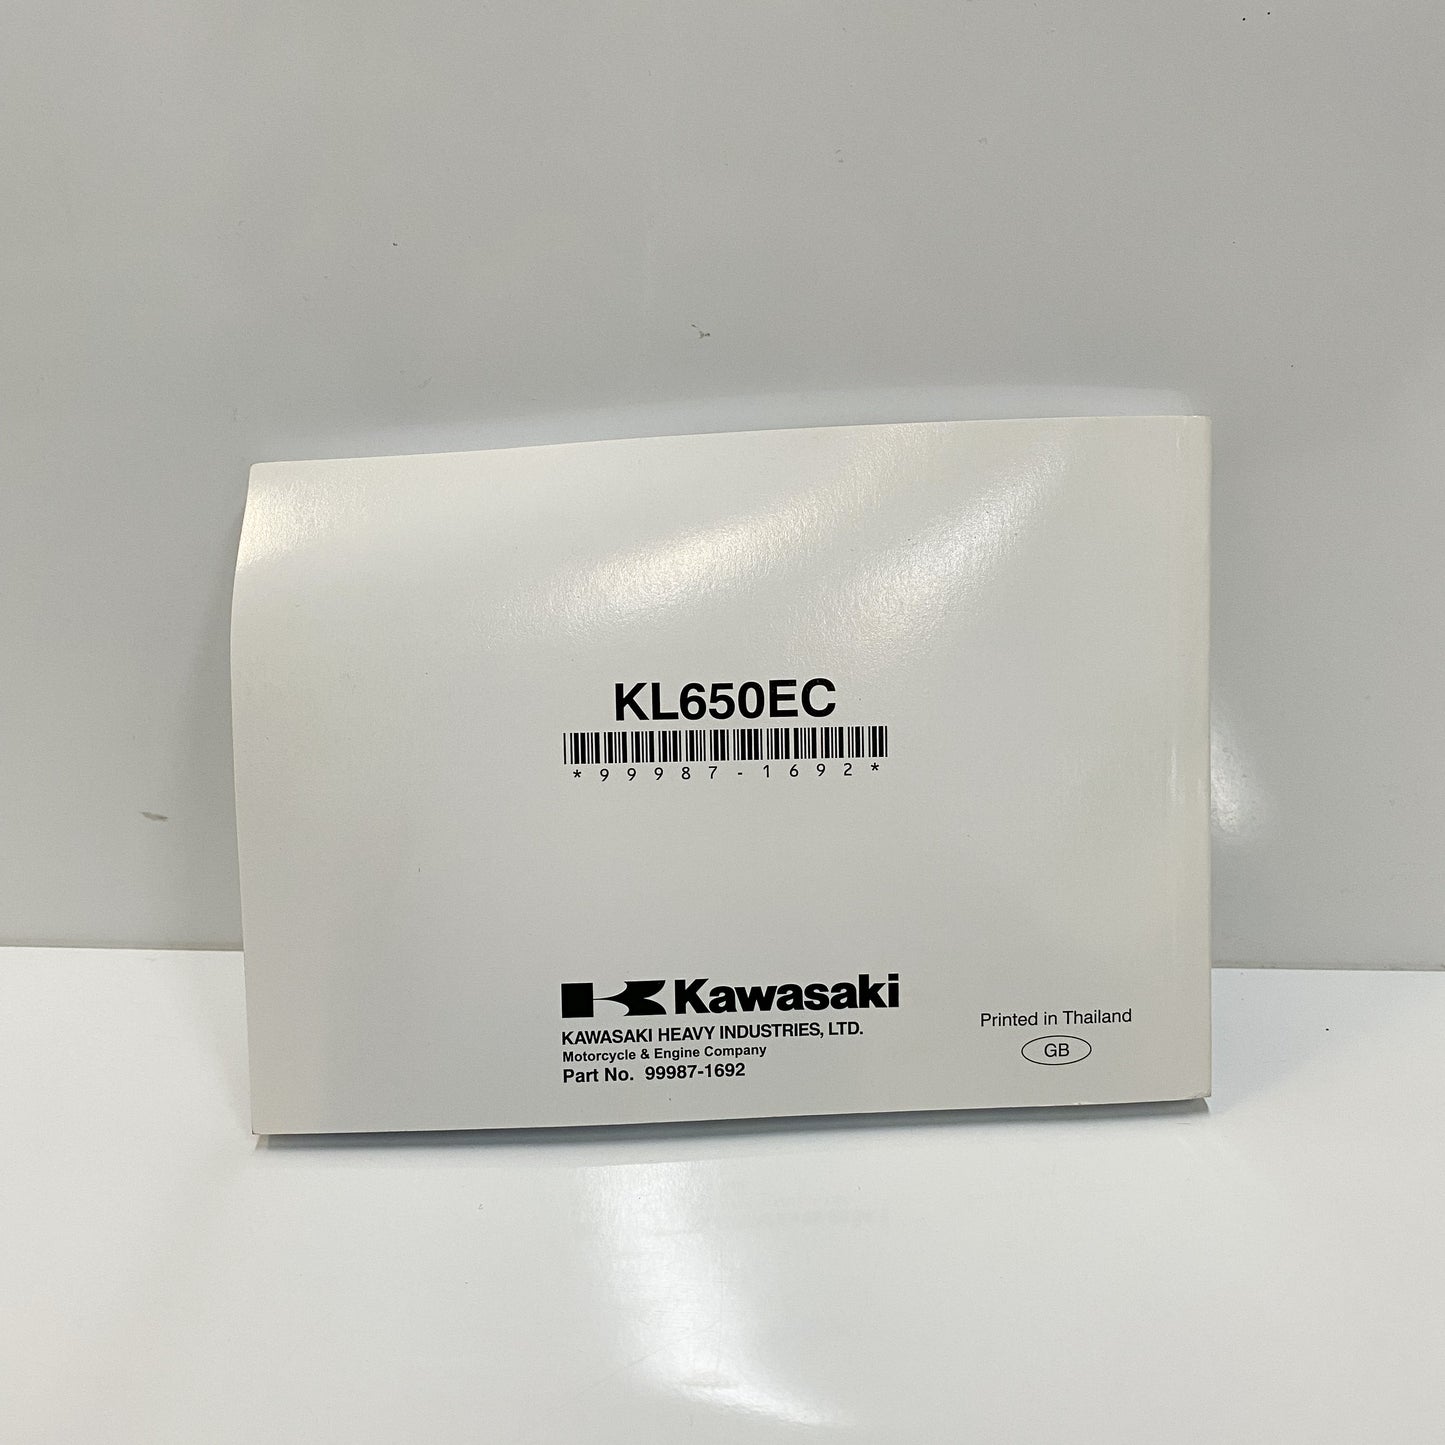 KL650EC
*99987-1692*
Kawasaki
KAWASAKI HEAVY INDUSTRIES, LTD.
Motorcycle & Engine Company
Part No. 99987-1692
Printed in Thailand
GB